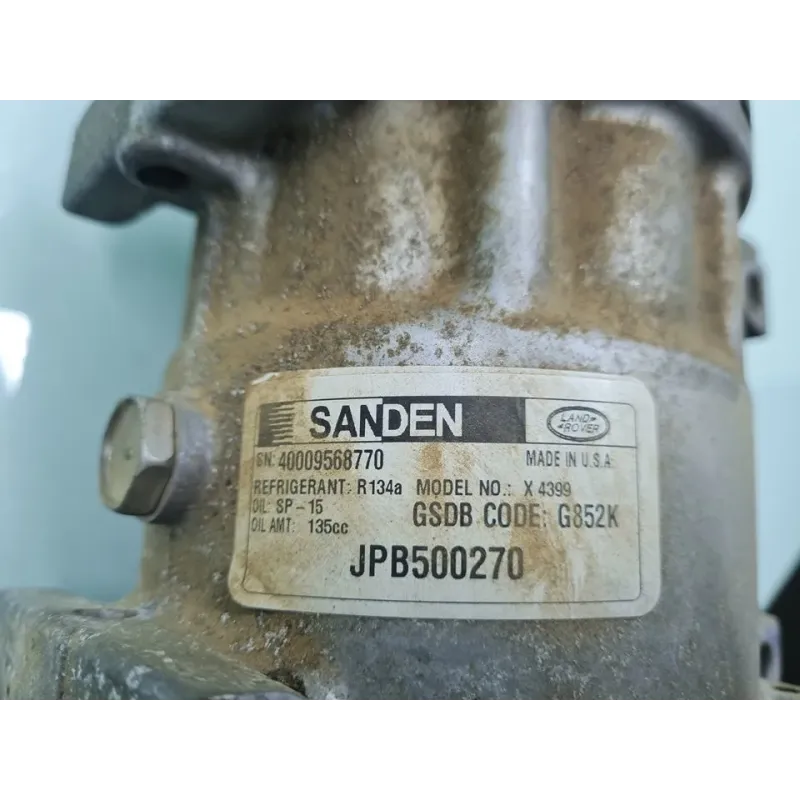 SANDEN
LAND
ROVER
SN: 40009568770 MADE IN U.S.A.
REFRIGERANT: R134a MODEL NO.: X 4399
OIL: SP-15 GSDB CODE: G852K
OIL AMT: 135cc
JPB500270